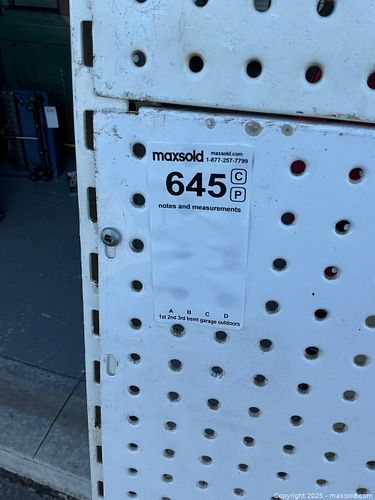 maxsold maxsold.com
1-877-257-7799
645 C
P
notes and measurements
A B C D
1st 2nd 3rd bsmt garage outdoors
Copyright 2025 - maxsold.com